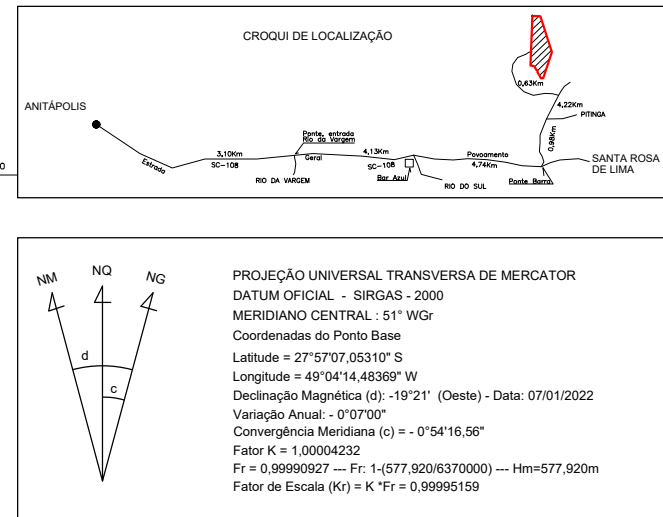 CROQUI DE LOCALIZAÇÃO
ANITÁPOLIS
0
Estrada
3,10Km
SC-108
Ponte, entrada
Rio da Vargem
Geral
RIO DA VARGEM
4,13Km
SC-108
Bar Azul
RIO DO SUL
Povoamento
4,74Km
Ponte Barra
0,63Km
4,22Km
PITINGA
0,98Km
SANTA ROSA
DE LIMA
NM
NQ
NG
d
c
PROJEÇÃO UNIVERSAL TRANSVERSA DE MERCATOR
DATUM OFICIAL - SIRGAS - 2000
MERIDIANO CENTRAL : 51° WGr
Coordenadas do Ponto Base
Latitude = 27°57'07,05310" S
Longitude = 49°04'14,48369" W
Declinação Magnética (d): -19°21' (Oeste) - Data: 07/01/2022
Variação Anual: - 0°07'00"
Convergência Meridiana (c) = - 0°54'16,56"
Fator K = 1,00004232
Fr = 0,99990927 --- Fr: 1-(577,920/6370000) --- Hm=577,920m
Fator de Escala (Kr) = K *Fr = 0,99995159